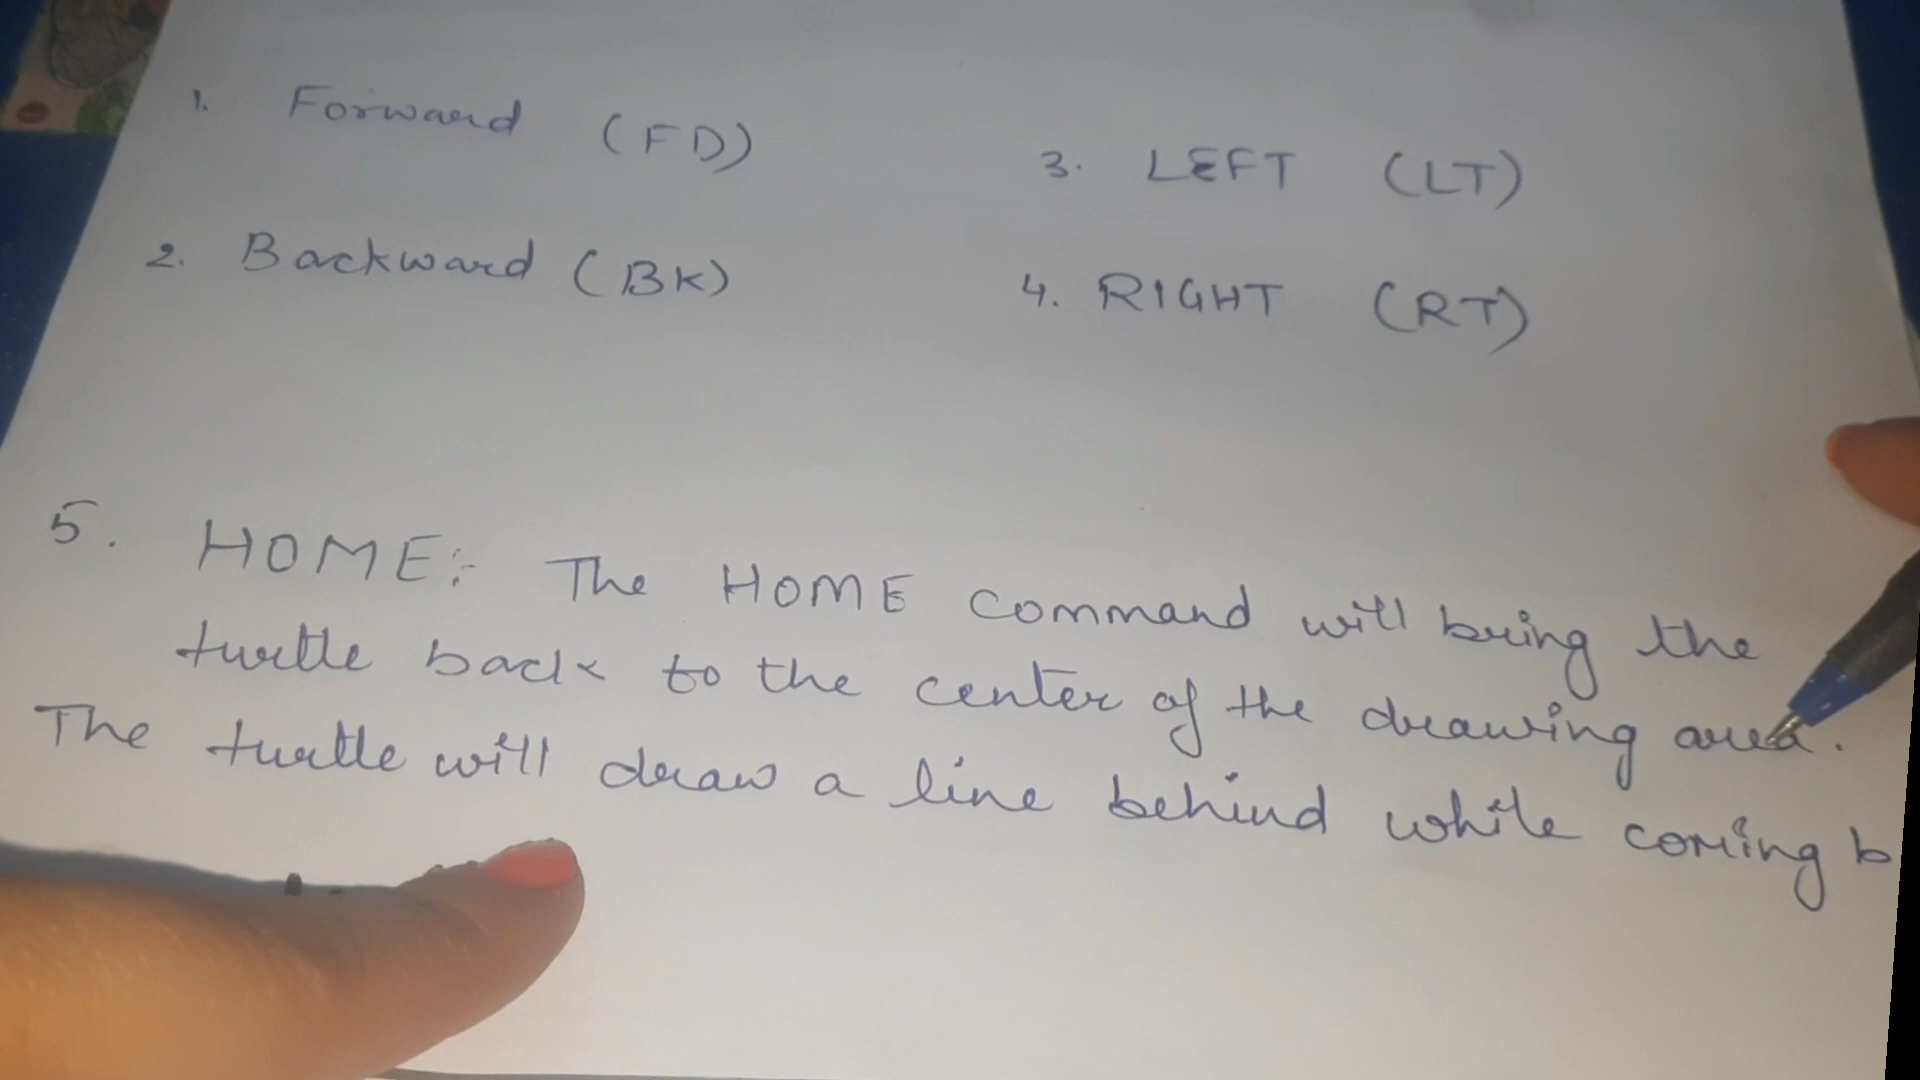 1. Forward (FD)
2. Backward (BK)
3. LEFT (LT)
4. RIGHT (RT)
5. HOME:- The HOME command will bring the
turtle back to the center of the drawing area.
The turtle will draw a line behind while coming b